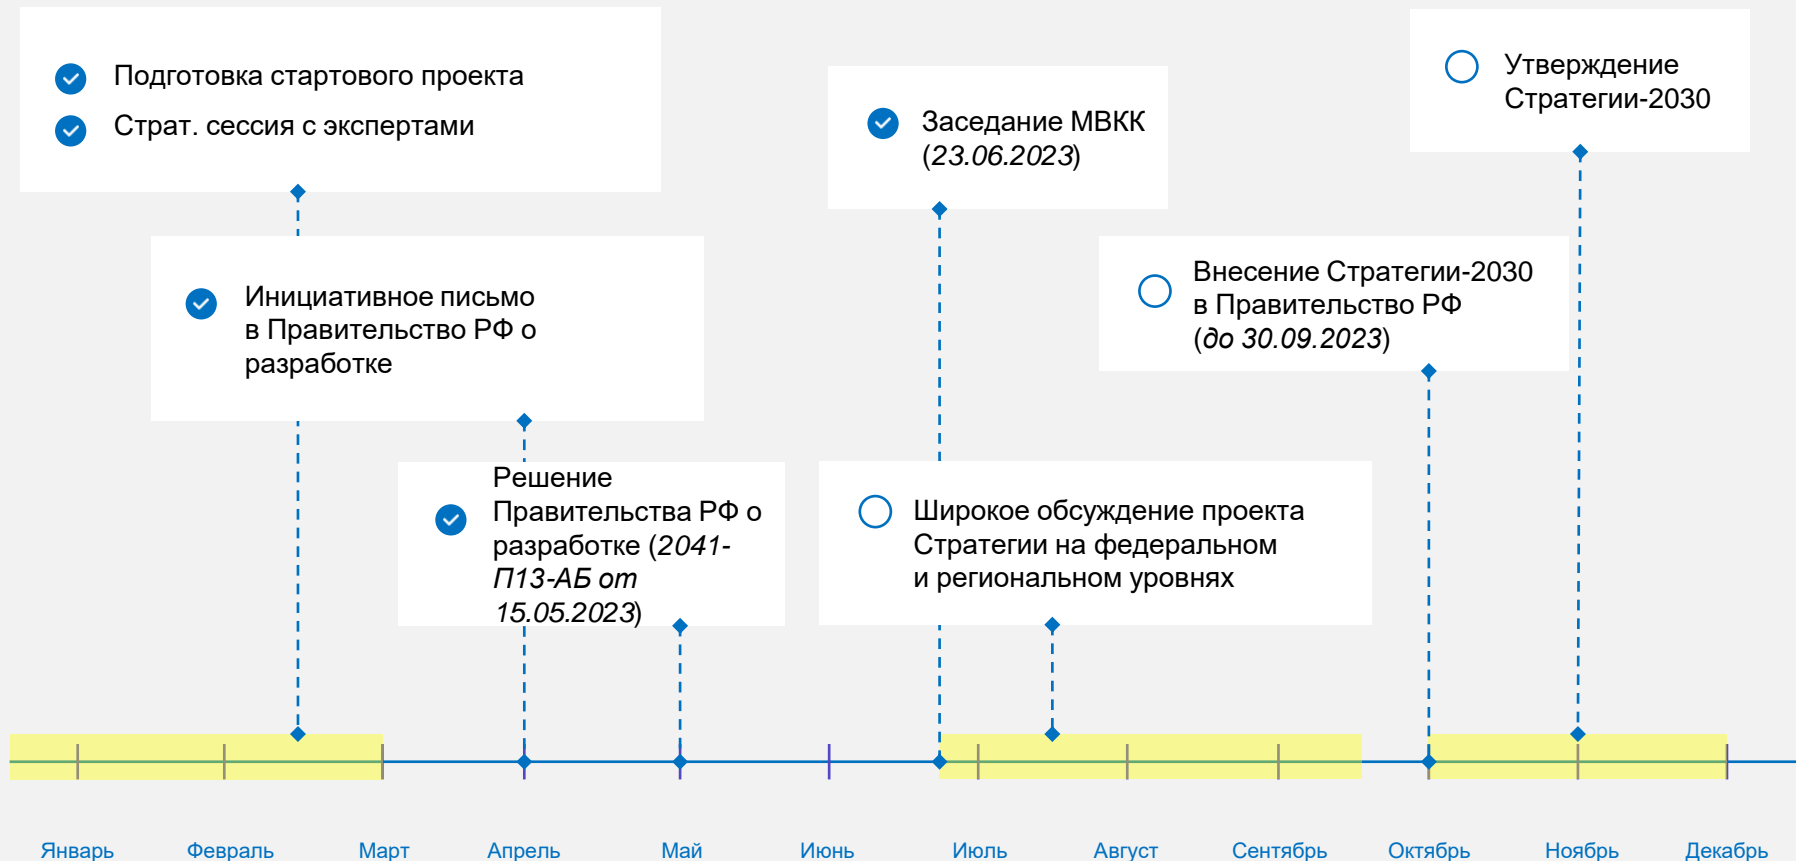 Подготовка стартового проекта
Страт. сессия с экспертами
Инициативное письмо
в Правительство РФ о
разработке
Решение
Правительства РФ о
разработке (2041-
П13-АБ от
15.05.2023)
Заседание МВКК
(23.06.2023)
Широкое обсуждение проекта
Стратегии на федеральном
и региональном уровнях
Внесение Стратегии-2030
в Правительство РФ
(до 30.09.2023)
Утверждение
Стратегии-2030
Январь Февраль Март Апрель Май Июнь Июль Август Сентябрь Октябрь Ноябрь Декабрь